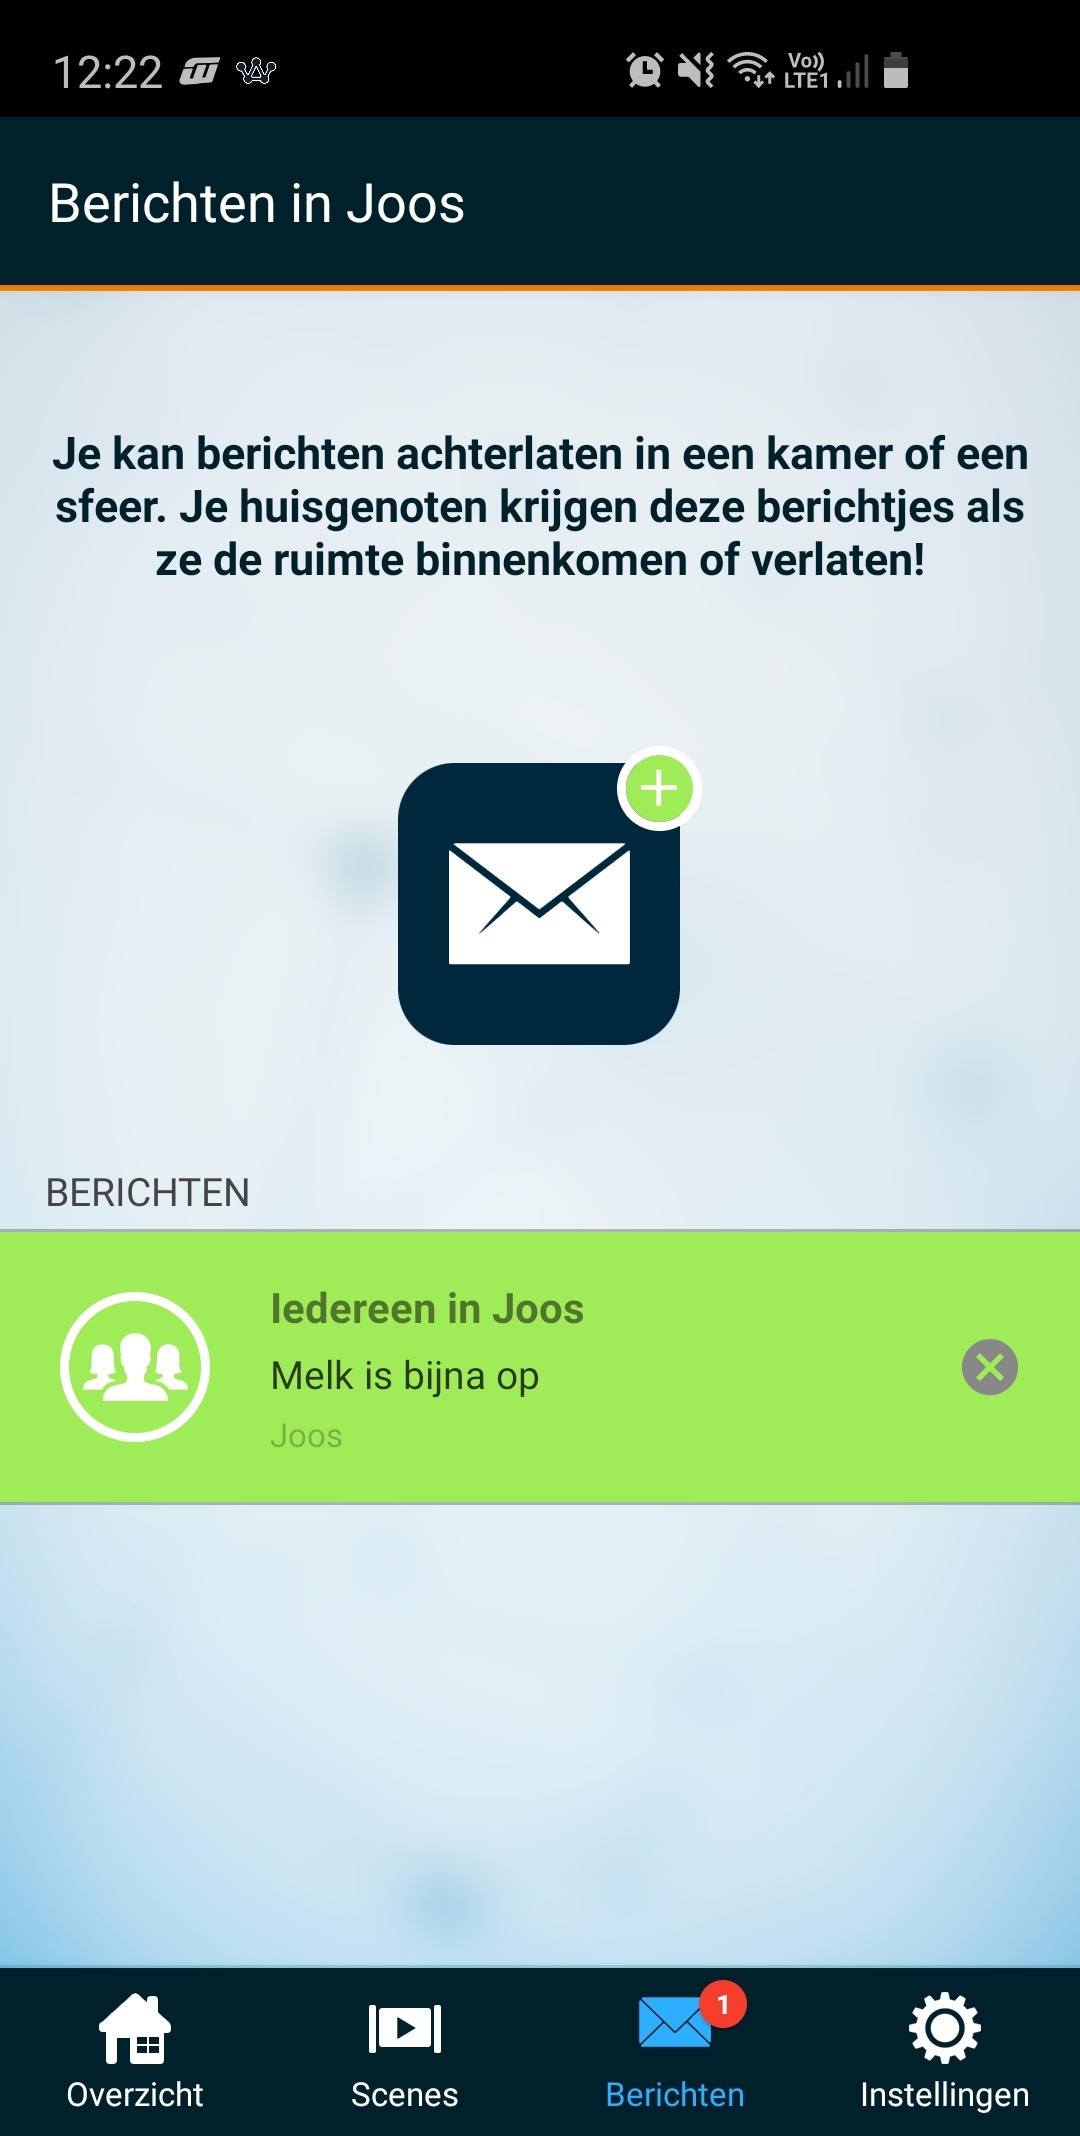 12:22
Vo))
LTE1
Berichten in Joos
Je kan berichten achterlaten in een kamer of een
sfeer. Je huisgenoten krijgen deze berichtjes als
ze de ruimte binnenkomen of verlaten!
BERICHTEN
Iedereen in Joos
Melk is bijna op
Joos
1
Overzicht
Scenes
Berichten
Instellingen